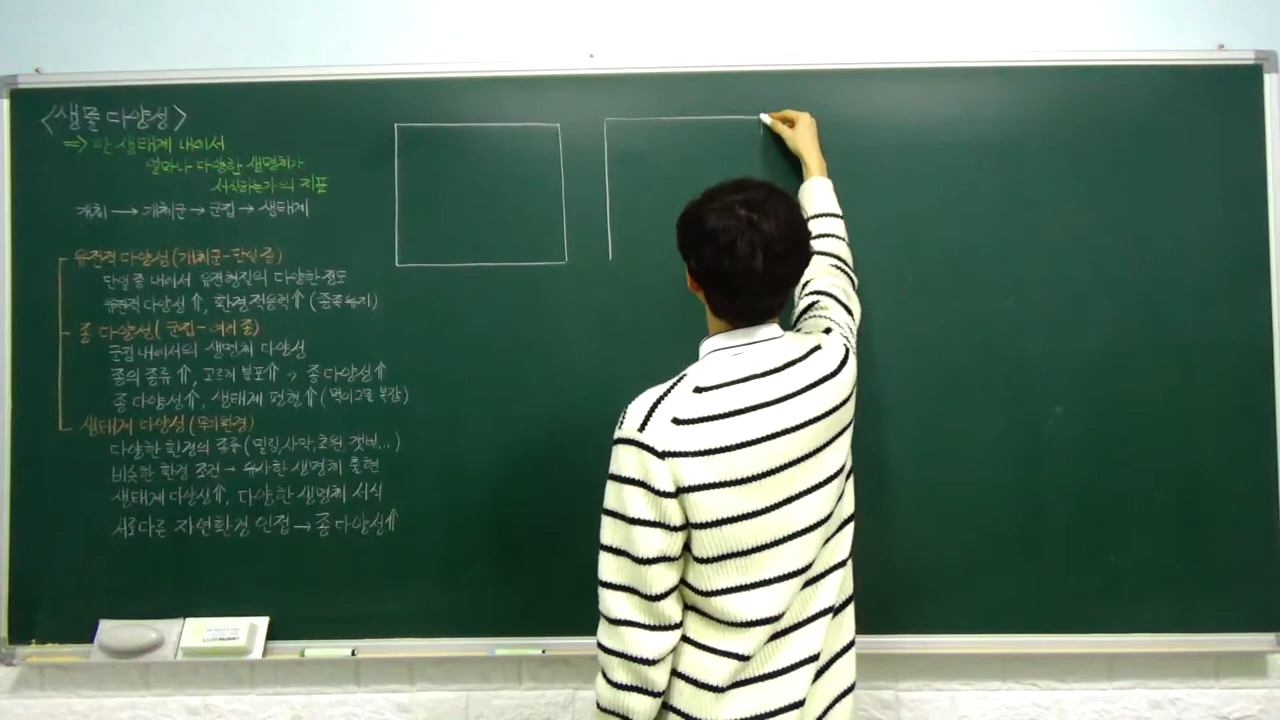 <생물 다양성>
⇒ 한 생태계 내에서
얼마나 다양한 생명체가
서식하는가의 지표
개체 → 개체군 → 군집 → 생태계
유전적 다양성 (개체군-단일 종)
단일 종 내에서 유전형질의 다양한 정도
유전적 다양성⇑, 환경 적응력⇑ (종족 유지)
종 다양성 (군집-여러 종)
군집 내에서의 생명체 다양성
종의 종류⇑, 고르게 분포⇑ → 종 다양성⇑
종 다양성⇑, 생태계 평형⇑ (먹이그물 복잡)
생태계 다양성 (무기환경)
다양한 환경의 종류 (밀림, 사막, 초원, 갯벌...)
비슷한 환경 조건 → 유사한 생명체 출현
생태계 다양성⇑, 다양한 생명체 서식
서로다른 자연환경 인접 → 종 다양성⇑